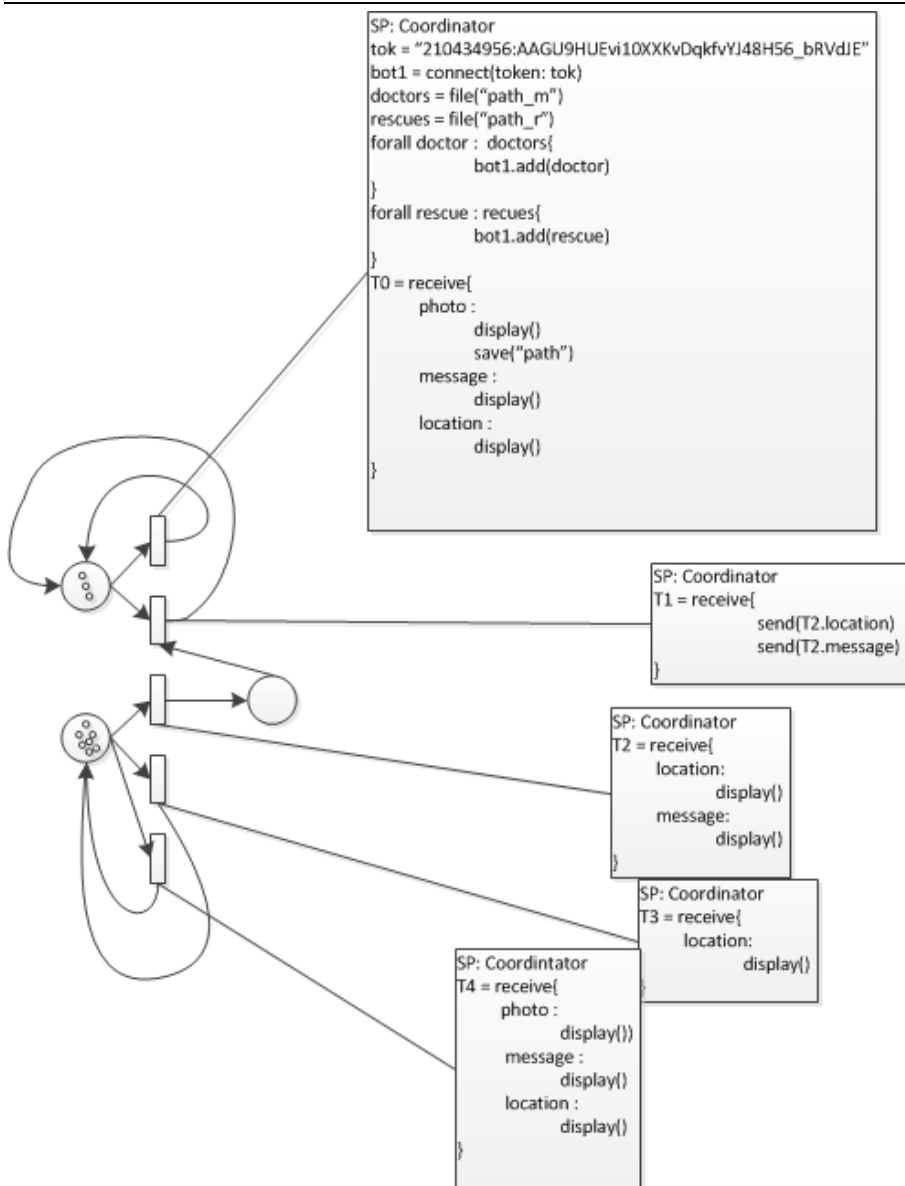 SP: Coordinator
tok = “210434956:AAGU9HUEvi10XXKvDqkfvYJ48H56_bRVdJE”
bot1 = connect(token: tok)
doctors = file(“path_m”)
rescues = file(“path_r”)
forall doctor : doctors{
bot1.add(doctor)
}
forall rescue : recues{
bot1.add(rescue)
}
T0 = receive{
photo :
display()
save(“path”)
message :
display()
location :
display()
}
SP: Coordinator
T1 = receive{
send(T2.location)
send(T2.message)
}
SP: Coordinator
T2 = receive{
location:
display()
message:
display()
}
SP: Coordinator
T3 = receive{
location:
display()
}
SP: Coordintator
T4 = receive{
photo :
display())
message :
display()
location :
display()
}